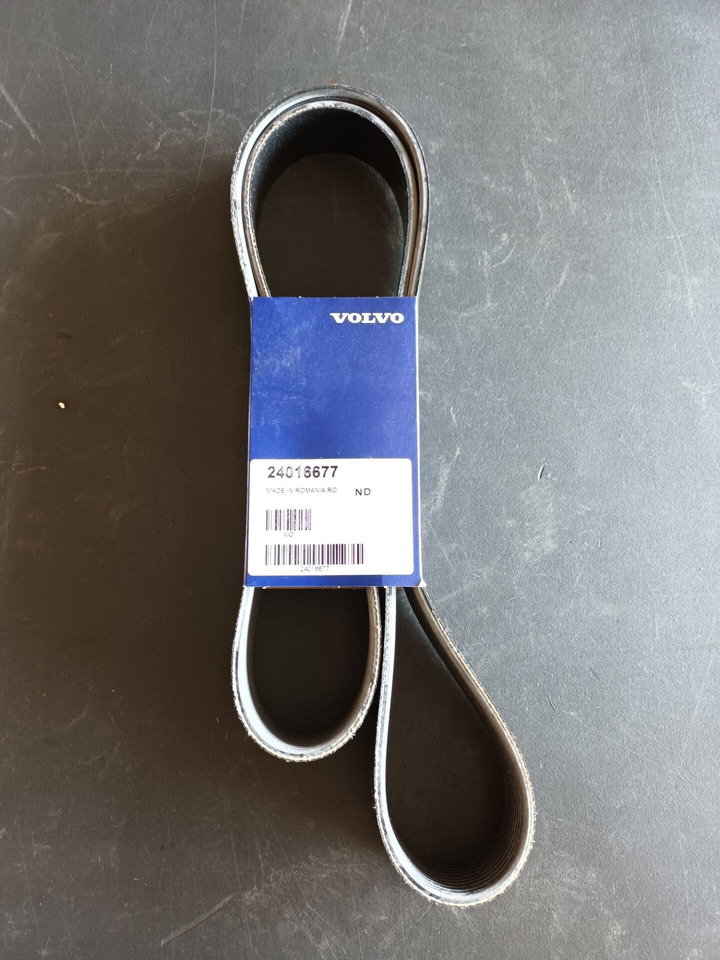 VOLVO
24016677
MADE IN ROMANIA RO
ND
VO
24016677